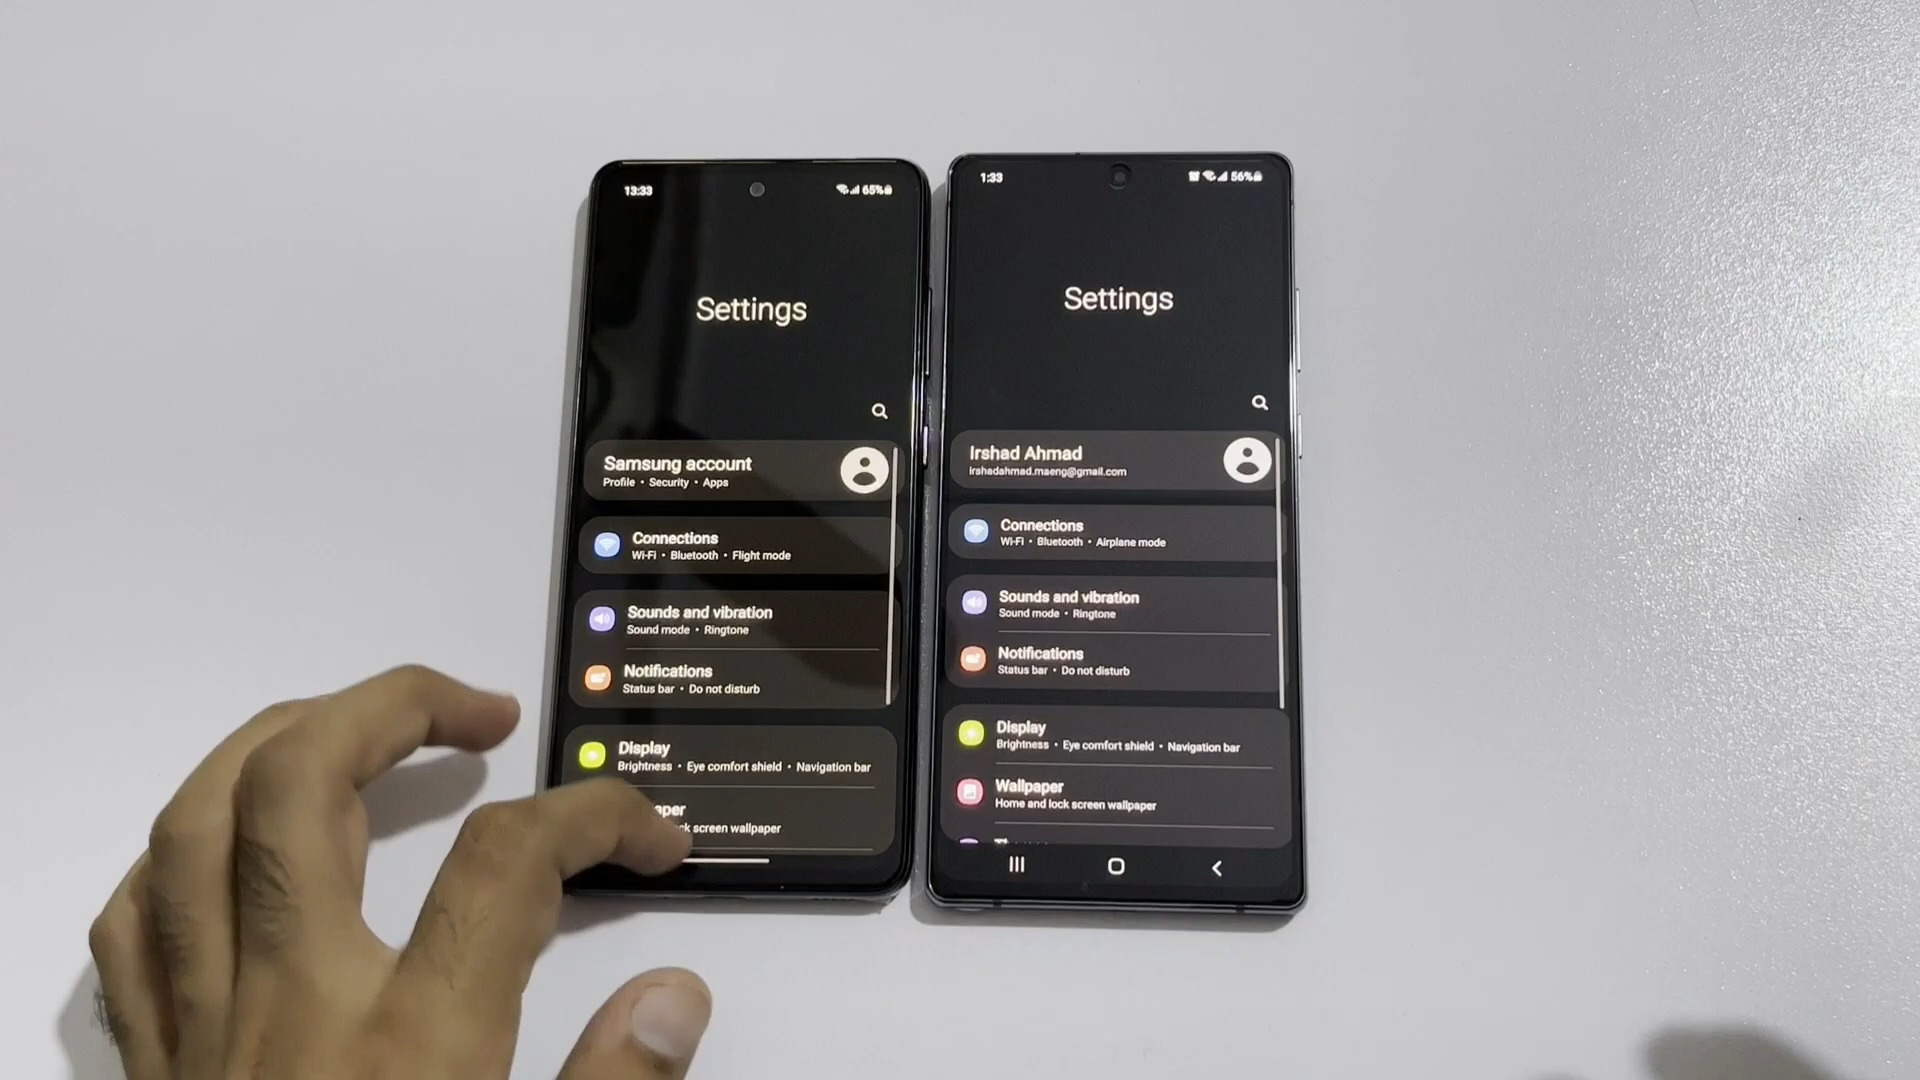 13:33
65%
Settings
Samsung account
Profile • Security • Apps
Connections
Wi-Fi • Bluetooth • Flight mode
Sounds and vibration
Sound mode • Ringtone
Notifications
Status bar • Do not disturb
Display
Brightness • Eye comfort shield • Navigation bar
paper
ck screen wallpaper
1:33
56%
Settings
Irshad Ahmad
irshadahmad.maeng@gmail.com
Connections
Wi-Fi • Bluetooth • Airplane mode
Sounds and vibration
Sound mode • Ringtone
Notifications
Status bar • Do not disturb
Display
Brightness • Eye comfort shield • Navigation bar
Wallpaper
Home and lock screen wallpaper